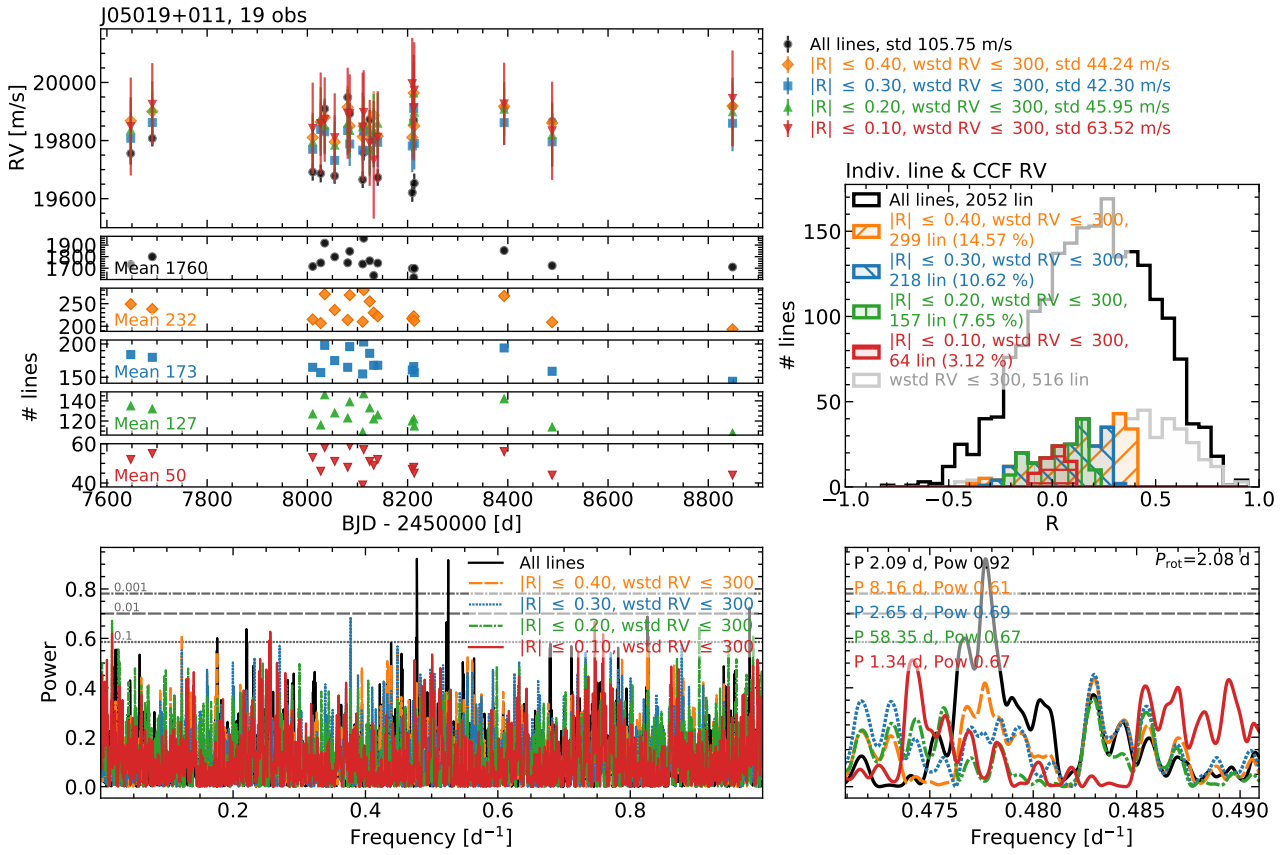 J05019+011, 19 obs
20000
19800
19600
RV [m/s]
All lines, std 105.75 m/s
|R| ≤ 0.40, wstd RV ≤ 300, std 44.24 m/s
|R| ≤ 0.30, wstd RV ≤ 300, std 42.30 m/s
|R| ≤ 0.20, wstd RV ≤ 300, std 45.95 m/s
|R| ≤ 0.10, wstd RV ≤ 300, std 63.52 m/s
1900
1800
1700
Mean 1760
250
200
Mean 232
200
150
Mean 173
140
120
Mean 127
60
40
Mean 50
# lines
7600 7800 8000 8200 8400 8600 8800
BJD - 2450000 [d]
Indiv. line & CCF RV
All lines, 2052 lin
|R| ≤ 0.40, wstd RV ≤ 300,
299 lin (14.57 %)
|R| ≤ 0.30, wstd RV ≤ 300,
218 lin (10.62 %)
|R| ≤ 0.20, wstd RV ≤ 300,
157 lin (7.65 %)
|R| ≤ 0.10, wstd RV ≤ 300,
64 lin (3.12 %)
wstd RV ≤ 300, 516 lin
150
100
50
0
# lines
−1.0 −0.5 0.0 0.5 1.0
R
All lines
|R| ≤ 0.40, wstd RV ≤ 300
|R| ≤ 0.30, wstd RV ≤ 300
|R| ≤ 0.20, wstd RV ≤ 300
|R| ≤ 0.10, wstd RV ≤ 300
0.001
0.01
0.1
0.8
0.6
0.4
0.2
0.0
Power
0.2 0.4 0.6 0.8
Frequency [d⁻¹]
P 2.09 d, Pow 0.92
P_rot=2.08 d
P 8.16 d, Pow 0.61
P 2.65 d, Pow 0.69
P 58.35 d, Pow 0.67
P 1.34 d, Pow 0.67
0.475 0.480 0.485 0.490
Frequency [d⁻¹]